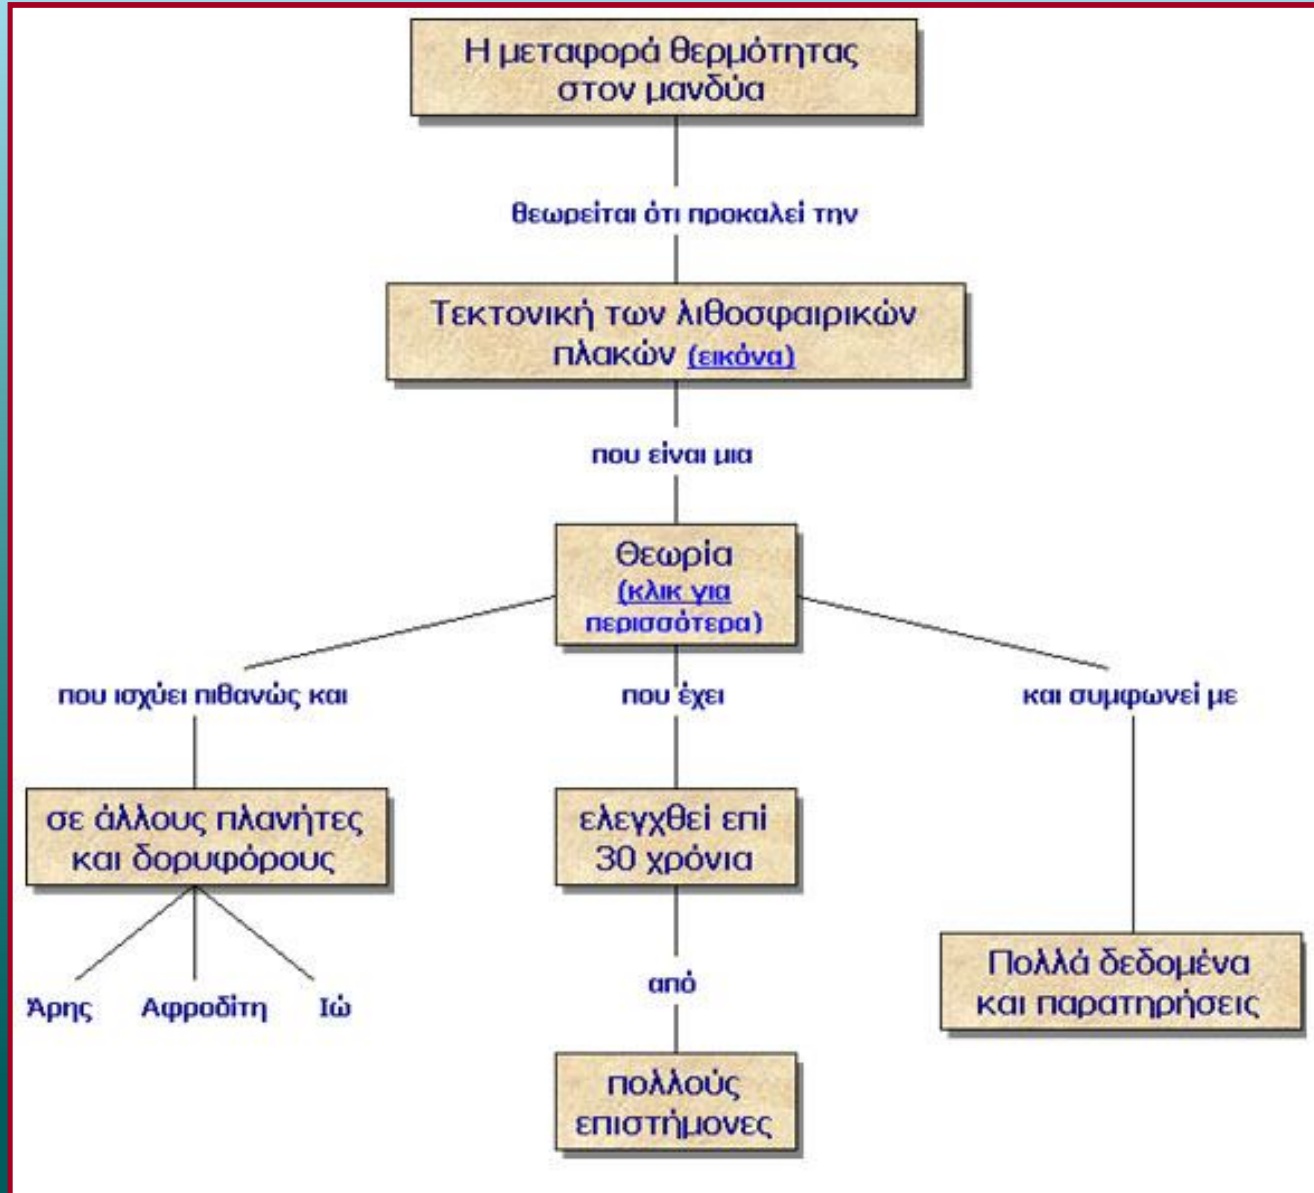 Η μεταφορά θερμότητας
στον μανδύα
θεωρείται ότι προκαλεί την
Τεκτονική των λιθοσφαιρικών
πλακών (εικόνα)
που είναι μια
Θεωρία
(κλικ για
περισσότερα)
που ισχύει πιθανώς και
που έχει
και συμφωνεί με
σε άλλους πλανήτες
και δορυφόρους
ελεγχθεί επί
30 χρόνια
Άρης
Αφροδίτη
Ιώ
από
Πολλά δεδομένα
και παρατηρήσεις
πολλούς
επιστήμονες